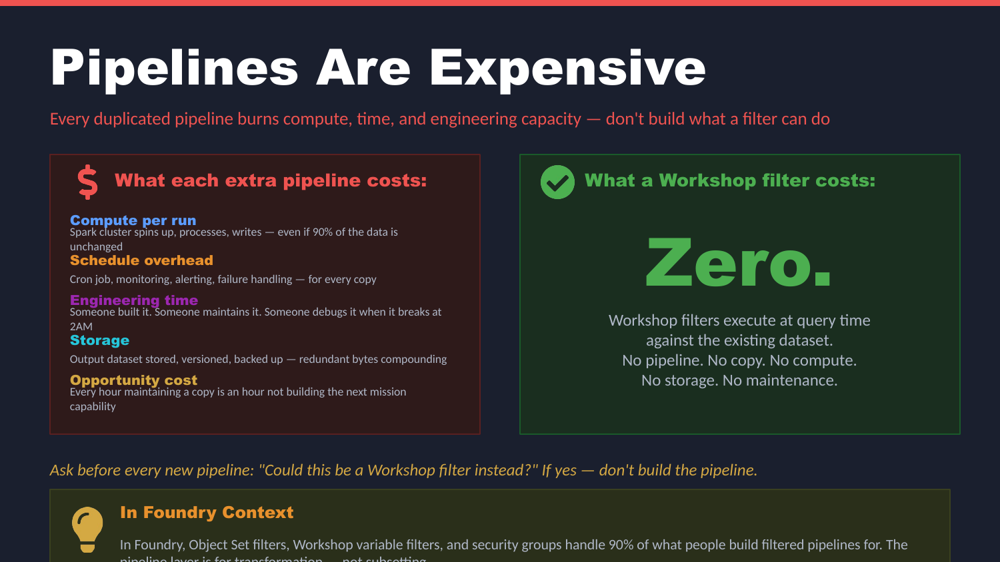 Pipelines Are Expensive
Every duplicated pipeline burns compute, time, and engineering capacity — don't build what a filter can do
What each extra pipeline costs:
Compute per run
Spark cluster spins up, processes, writes — even if 90% of the data is
unchanged
Schedule overhead
Cron job, monitoring, alerting, failure handling — for every copy
Engineering time
Someone built it. Someone maintains it. Someone debugs it when it breaks at
2AM
Storage
Output dataset stored, versioned, backed up — redundant bytes compounding
Opportunity cost
Every hour maintaining a copy is an hour not building the next mission
capability
What a Workshop filter costs:
Zero.
Workshop filters execute at query time
against the existing dataset.
No pipeline. No copy. No compute.
No storage. No maintenance.
Ask before every new pipeline: "Could this be a Workshop filter instead?" If yes — don't build the pipeline.
In Foundry Context
In Foundry, Object Set filters, Workshop variable filters, and security groups handle 90% of what people build filtered pipelines for. The
pipeline layer is for transformation — not subsetting.